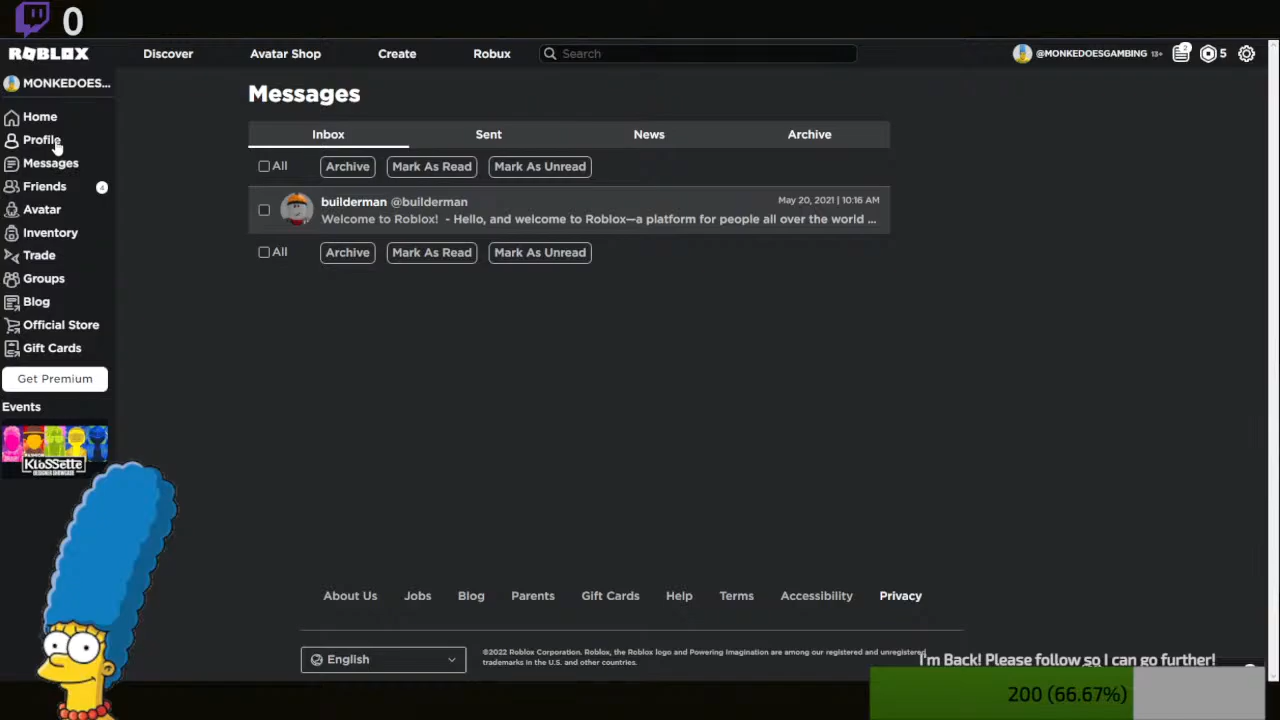 0
ROBLOX
Discover
Avatar Shop
Create
Robux
Search
@MONKEDOESGAMBING 13+
2
5
MONKEDOES...
Home
Profile
Messages
Friends
4
Avatar
Inventory
Trade
Groups
Blog
Official Store
Gift Cards
Get Premium
Events
KLOSSETTE
DESIGNER SHOWCASE
Messages
Inbox
Sent
News
Archive
All
Archive
Mark As Read
Mark As Unread
builderman @builderman
May 20, 2021 | 10:16 AM
Welcome to Roblox! - Hello, and welcome to Roblox—a platform for people all over the world ...
All
Archive
Mark As Read
Mark As Unread
About Us
Jobs
Blog
Parents
Gift Cards
Help
Terms
Accessibility
Privacy
English
©2022 Roblox Corporation. Roblox, the Roblox logo and Powering Imagination are among our registered and unregistered
trademarks in the U.S. and other countries.
I'm Back! Please follow so I can go further!
200 (66.67%)